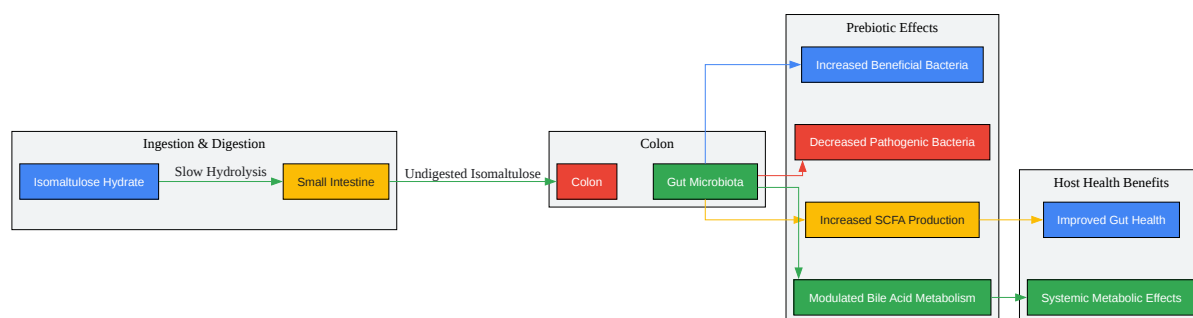 Ingestion & Digestion
Isomaltulose Hydrate
Slow Hydrolysis
Small Intestine
Undigested Isomaltulose
Colon
Colon
Gut Microbiota
Prebiotic Effects
Increased Beneficial Bacteria
Decreased Pathogenic Bacteria
Increased SCFA Production
Modulated Bile Acid Metabolism
Host Health Benefits
Improved Gut Health
Systemic Metabolic Effects